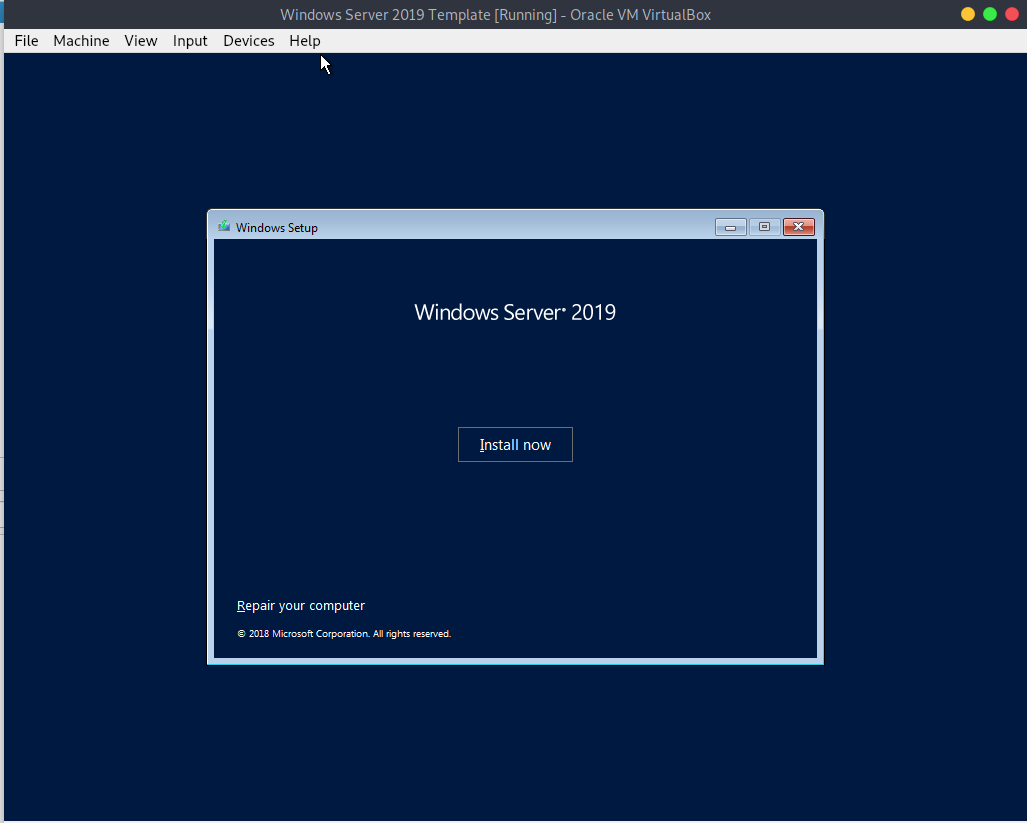 Windows Server 2019 Template [Running] - Oracle VM VirtualBox
File Machine View Input Devices Help
Windows Setup
Windows Server® 2019
Install now
Repair your computer
© 2018 Microsoft Corporation. All rights reserved.